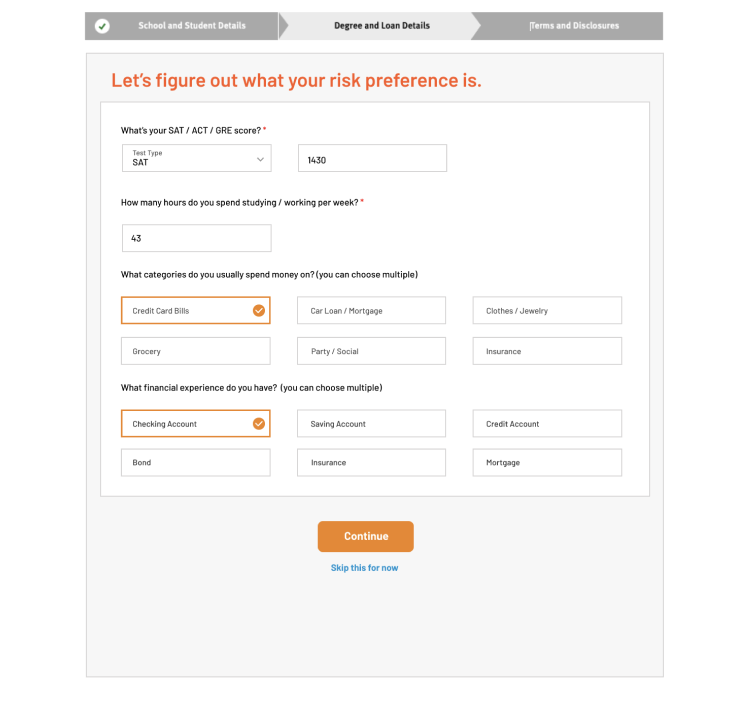 School and Student Details
Degree and Loan Details
Terms and Disclosures
Let's figure out what your risk preference is.
What's your SAT / ACT / GRE score? *
Test Type
SAT
1430
How many hours do you spend studying / working per week? *
43
What categories do you usually spend money on? (you can choose multiple)
Credit Card Bills
Car Loan / Mortgage
Clothes / Jewelry
Grocery
Party / Social
Insurance
What financial experience do you have? (you can choose multiple)
Checking Account
Saving Account
Credit Account
Bond
Insurance
Mortgage
Continue
Skip this for now